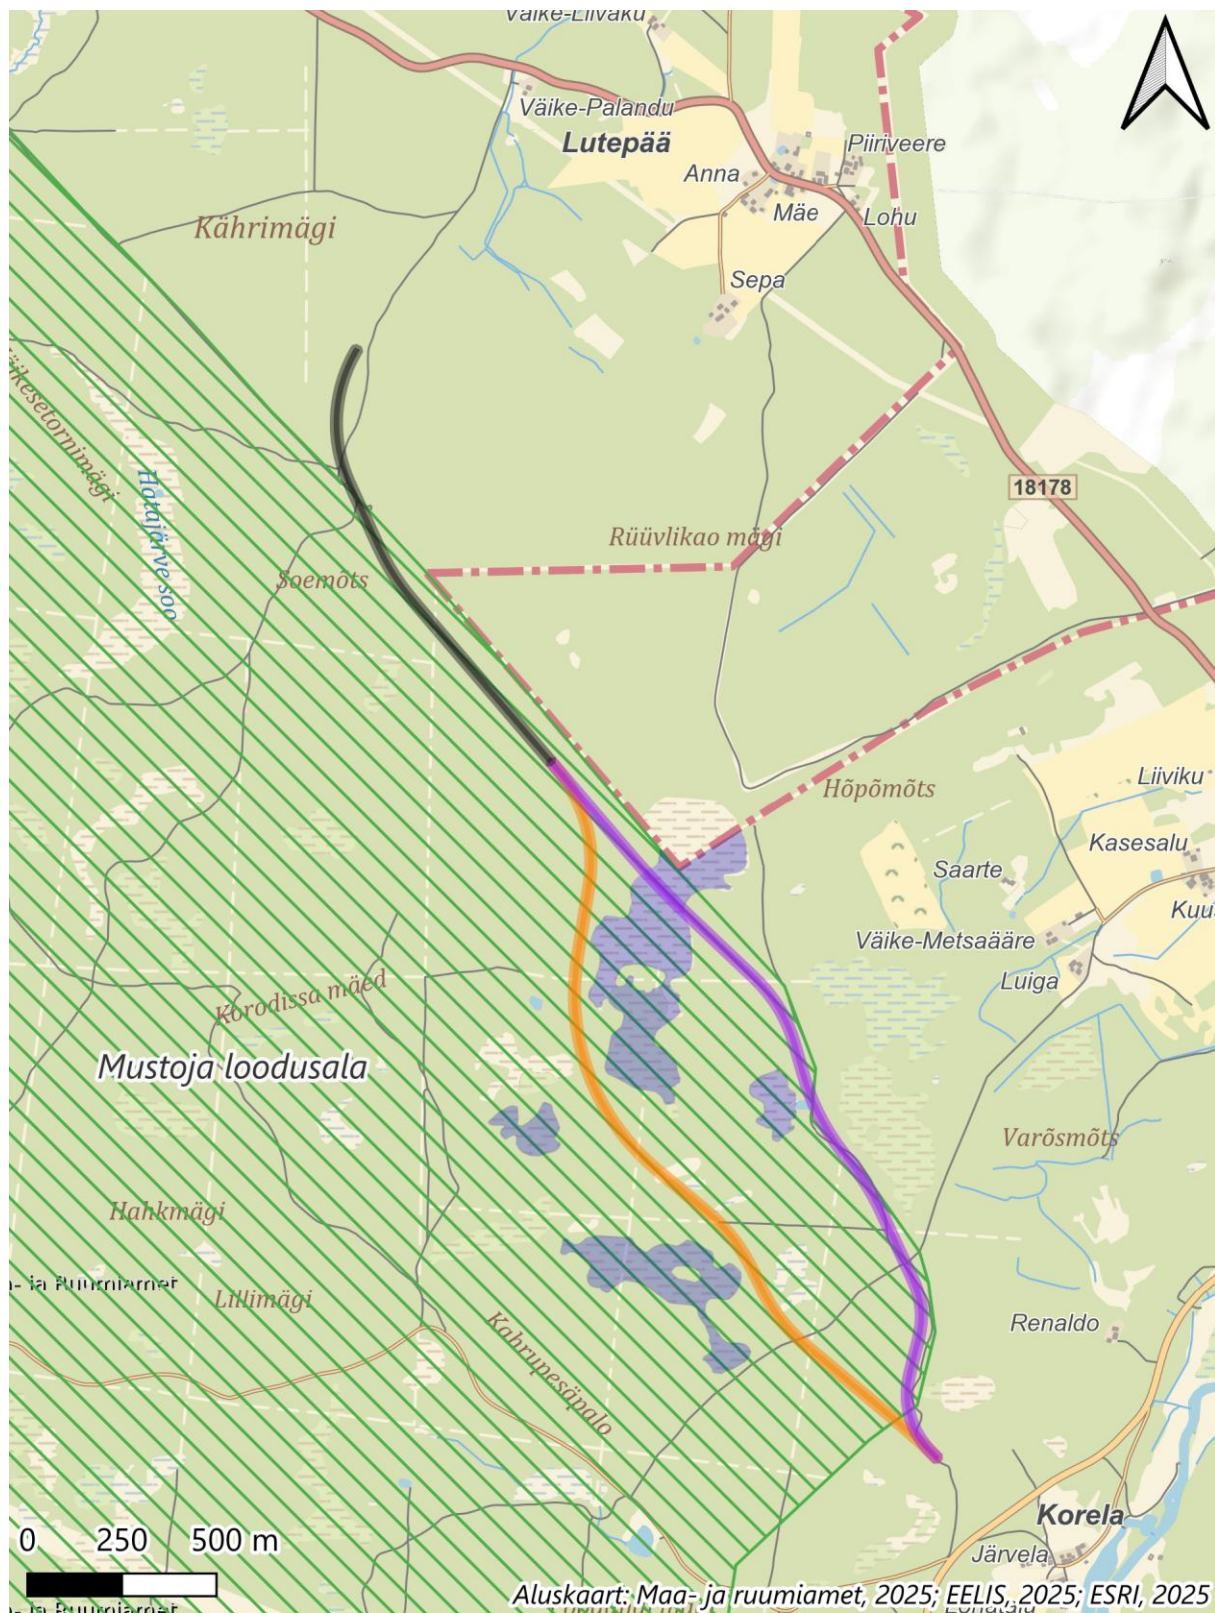 Väike-Liivaku
Väike-Palandu
Lutepää
Piiriveere
Anna
Mäe
Lohu
Kährimägi
Sepa
Hatajärve soo
18178
Rüüvlikao mägi
Soemõts
Liiviku
Hõpõmõts
Kasesalu
Saarte
Väike-Metsaääre
Luiga
Korodissa mäed
Mustoja loodusala
Varõsmõts
Hahkmägi
Lillimägi
Renaldo
Kahrupesäpalo
Korela
0 250 500 m
Järvela
Aluskaart: Maa- ja ruumiamet, 2025; EELIS, 2025; ESRI, 2025